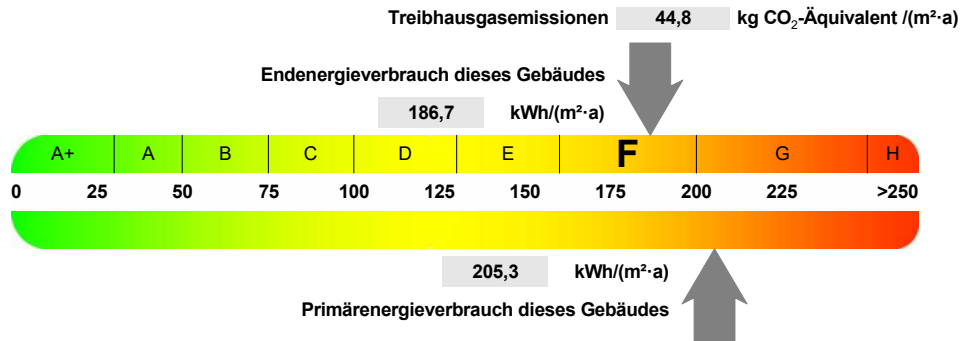 Treibhausgasemissionen 44,8 kg CO₂-Äquivalent /(m²·a)
Endenergieverbrauch dieses Gebäudes
186,7 kWh/(m²·a)
A+ A B C D E F G H
0 25 50 75 100 125 150 175 200 225 >250
205,3 kWh/(m²·a)
Primärenergieverbrauch dieses Gebäudes